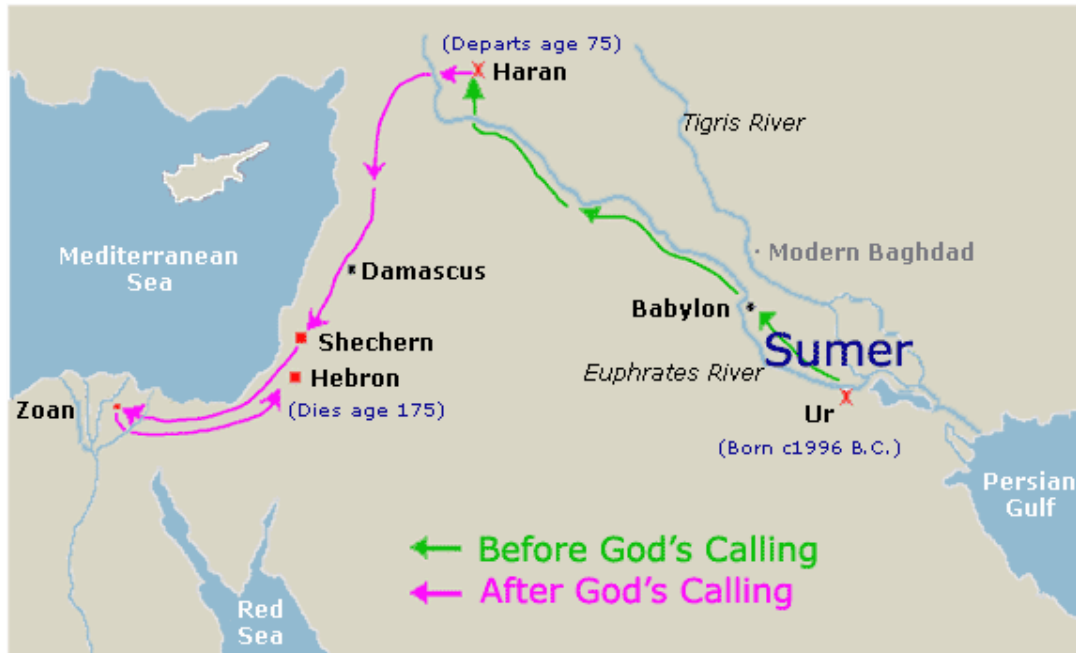 (Departs age 75)
Haran
Tigris River
Mediterranean
Sea
Modern Baghdad
Damascus
Babylon
Sumer
Shechern
Euphrates River
Hebron
Zoan
(Dies age 175)
Ur
(Born c1996 B.C.)
Persian
Gulf
Before God's Calling
After God's Calling
Red
Sea